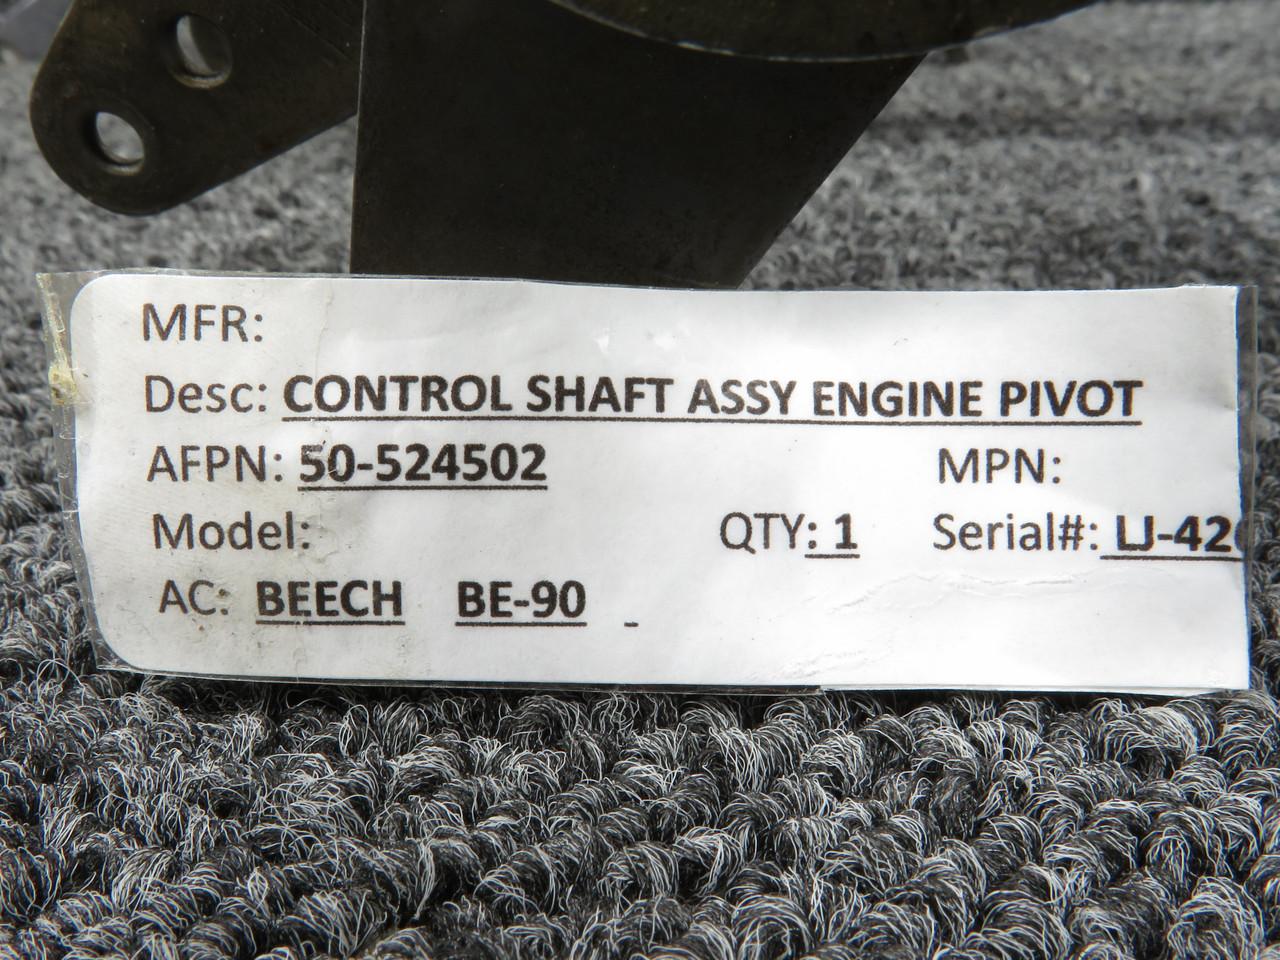 MFR:
Desc: CONTROL SHAFT ASSY ENGINE PIVOT
AFPN: 50-524502 MPN:
Model: QTY: 1 Serial#: LJ-42
AC: BEECH BE-90 -